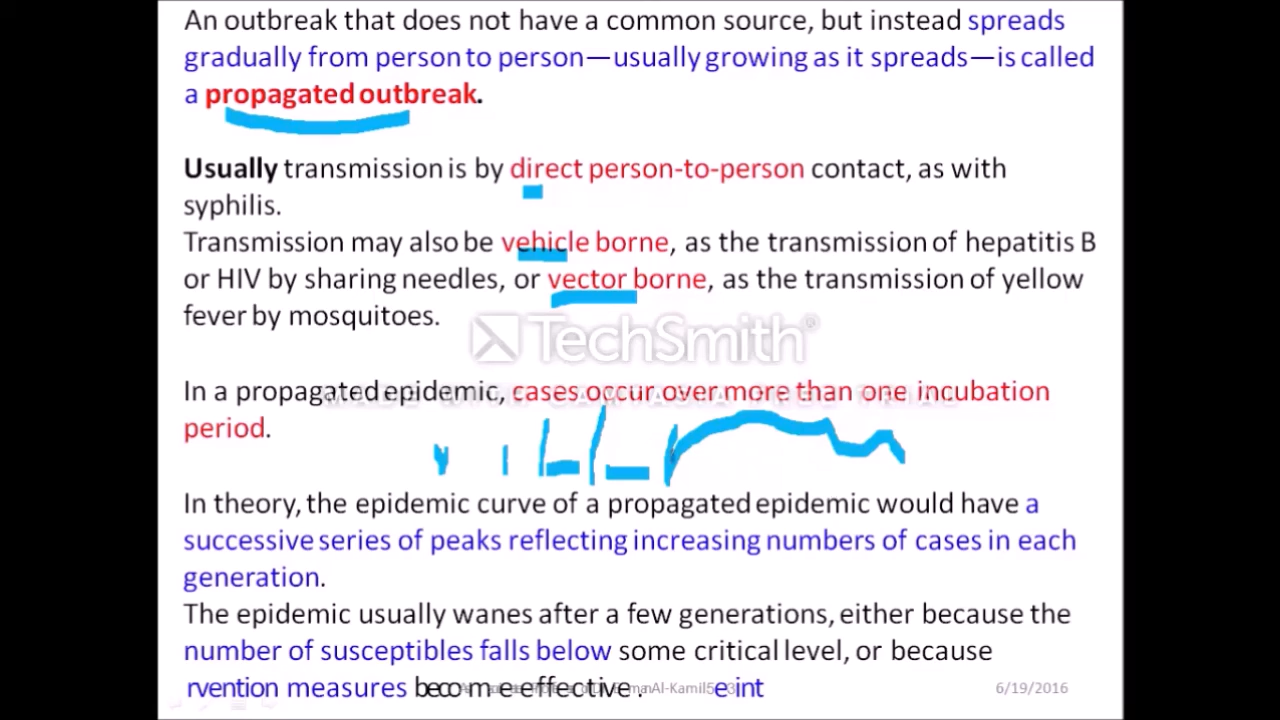 An outbreak that does not have a common source, but instead spreads
gradually from person to person—usually growing as it spreads—is called
a propagated outbreak.
Usually transmission is by direct person-to-person contact, as with
syphilis.
Transmission may also be vehicle borne, as the transmission of hepatitis B
or HIV by sharing needles, or vector borne, as the transmission of yellow
fever by mosquitoes.
TechSmith®
In a propagated epidemic, cases occur over more than one incubation
period.
In theory, the epidemic curve of a propagated epidemic would have a
successive series of peaks reflecting increasing numbers of cases in each
generation.
The epidemic usually wanes after a few generations, either because the
number of susceptibles falls below some critical level, or because
rvention measures become effective. eint
6/19/2016